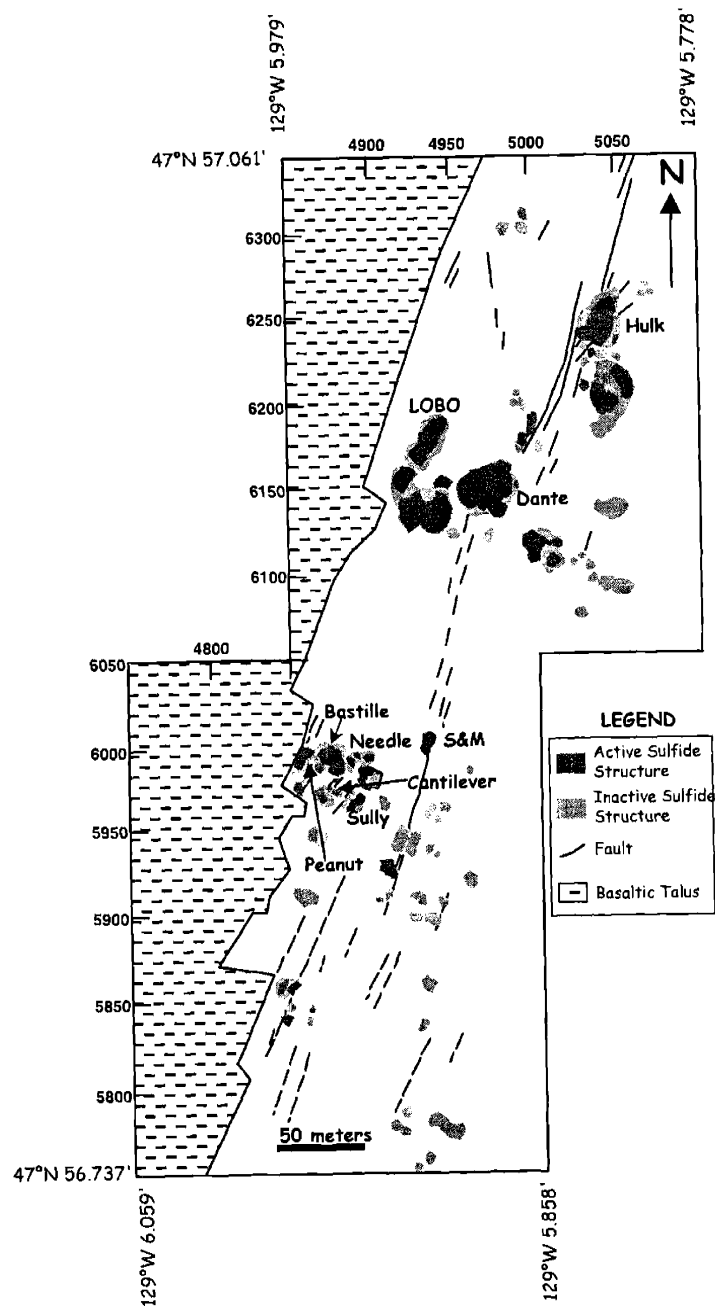 129°W 5.979'
129°W 5.778'
47°N 57.061'
4900
4950
5000
5050
N
6300
6250
Hulk
6200
LOBO
6150
Dante
6100
4800
6050
Bastille
6000
Needle
S&M
Cantilever
5950
Sully
Peanut
5900
5850
5800
50 meters
47°N 56.737'
129°W 6.059'
129°W 5.858'
LEGEND
Active Sulfide
Structure
Inactive Sulfide
Structure
Fault
Basaltic Talus